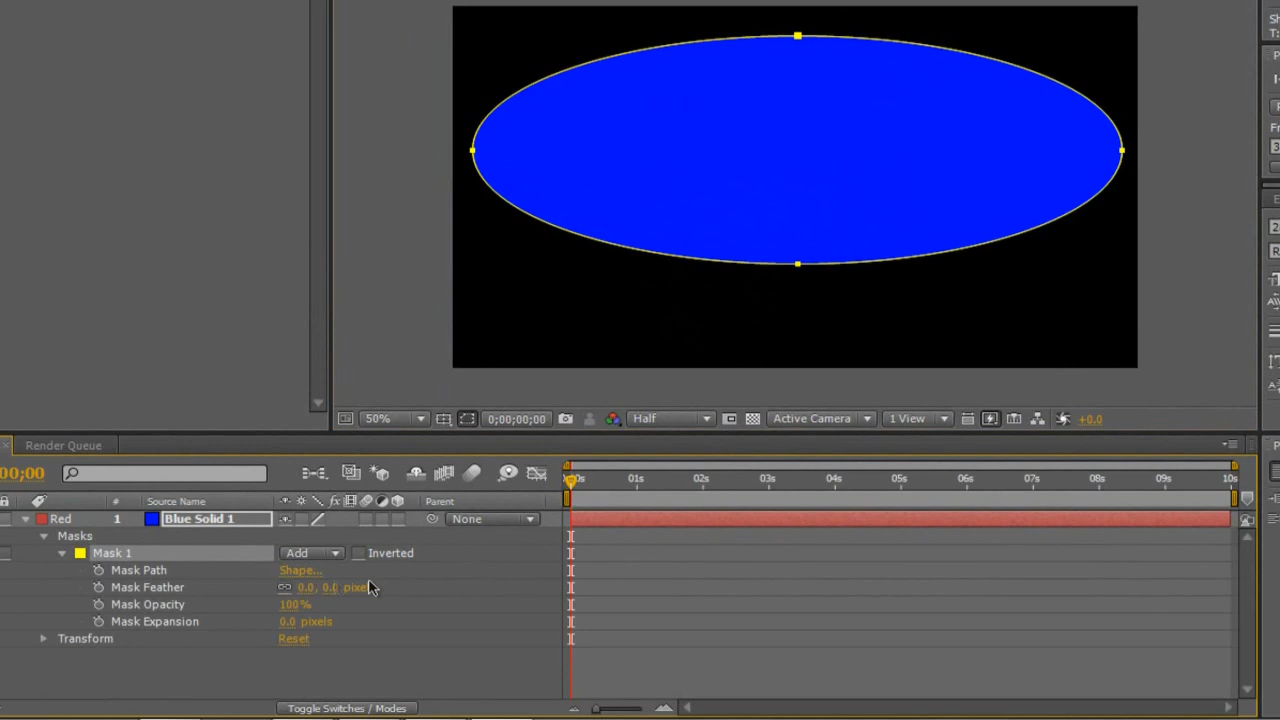 50%
0;00;00;00
Half
Active Camera
1 View
+0.0
Render Queue
00;00
01s 02s 03s 04s 05s 06s 07s 08s 09s 10s
# Source Name
fx
Parent
Red 1 Blue Solid 1
None
Masks
Mask 1 Add Inverted
Mask Path Shape...
Mask Feather 0.0, 0.0
Mask Opacity 100%
Mask Expansion 0.0 pixels
Transform Reset
Toggle Switches / Modes